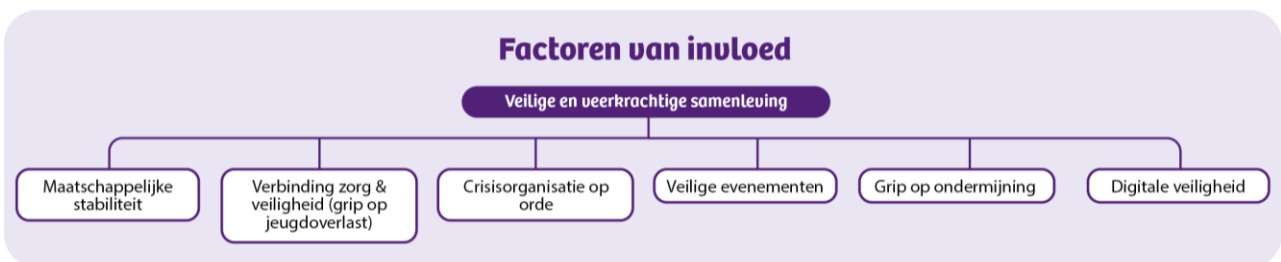 Factoren van invloed
Veilige en veerkrachtige samenleving
Maatschappelijke
stabiliteit
Verbinding zorg &
veiligheid (grip op
jeugdoverlast)
Crisisorganisatie op
orde
Veilige evenementen
Grip op ondermijning
Digitale veiligheid